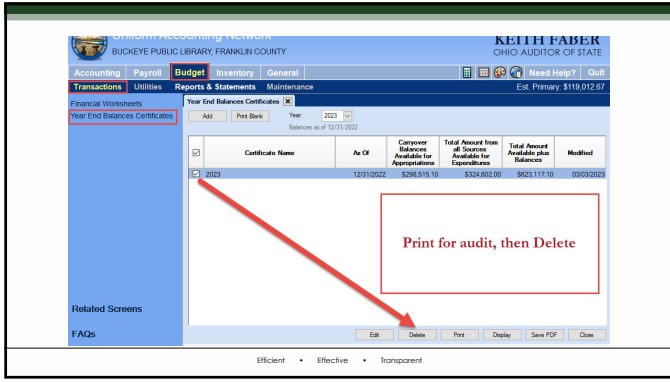 Uniform Accounting Network
BUCKEYE PUBLIC LIBRARY, FRANKLIN COUNTY
KEITH FABER
OHIO AUDITOR OF STATE
Accounting Payroll Budget Inventory General Need Help? Quit
Transactions Utilities Reports & Statements Maintenance Est. Primary: $119,012.67
Financial Worksheets
Year End Balances Certificates
Year End Balances Certificates X
Add Print Blank Year: 2023
Balances as of 12/31/2022
Certificate Name
As Of
Carryover
Balances
Available for
Appropriations
Total Amount from
all Sources
Available for
Expenditures
Total Amount
Available plus
Balances
Modified
2023 12/31/2022 $298,515.10 $324,602.00 $623,117.10 03/03/2023
Print for audit, then Delete
Related Screens
FAQs
Edit Delete Print Display Save PDF Close
Efficient • Effective • Transparent